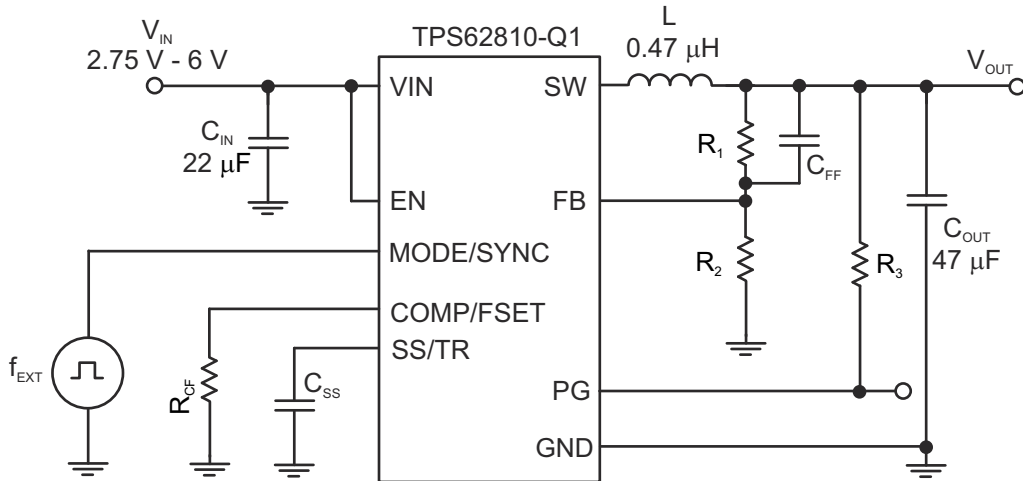 TPS62810-Q1
V_IN
2.75 V - 6 V
L
0.47 μH
V_OUT
VIN
SW
C_IN
22 μF
R_1
C_FF
EN
FB
C_OUT
47 μF
MODE/SYNC
R_2
R_3
COMP/FSET
SS/TR
f_EXT
R_CF
C_SS
PG
GND